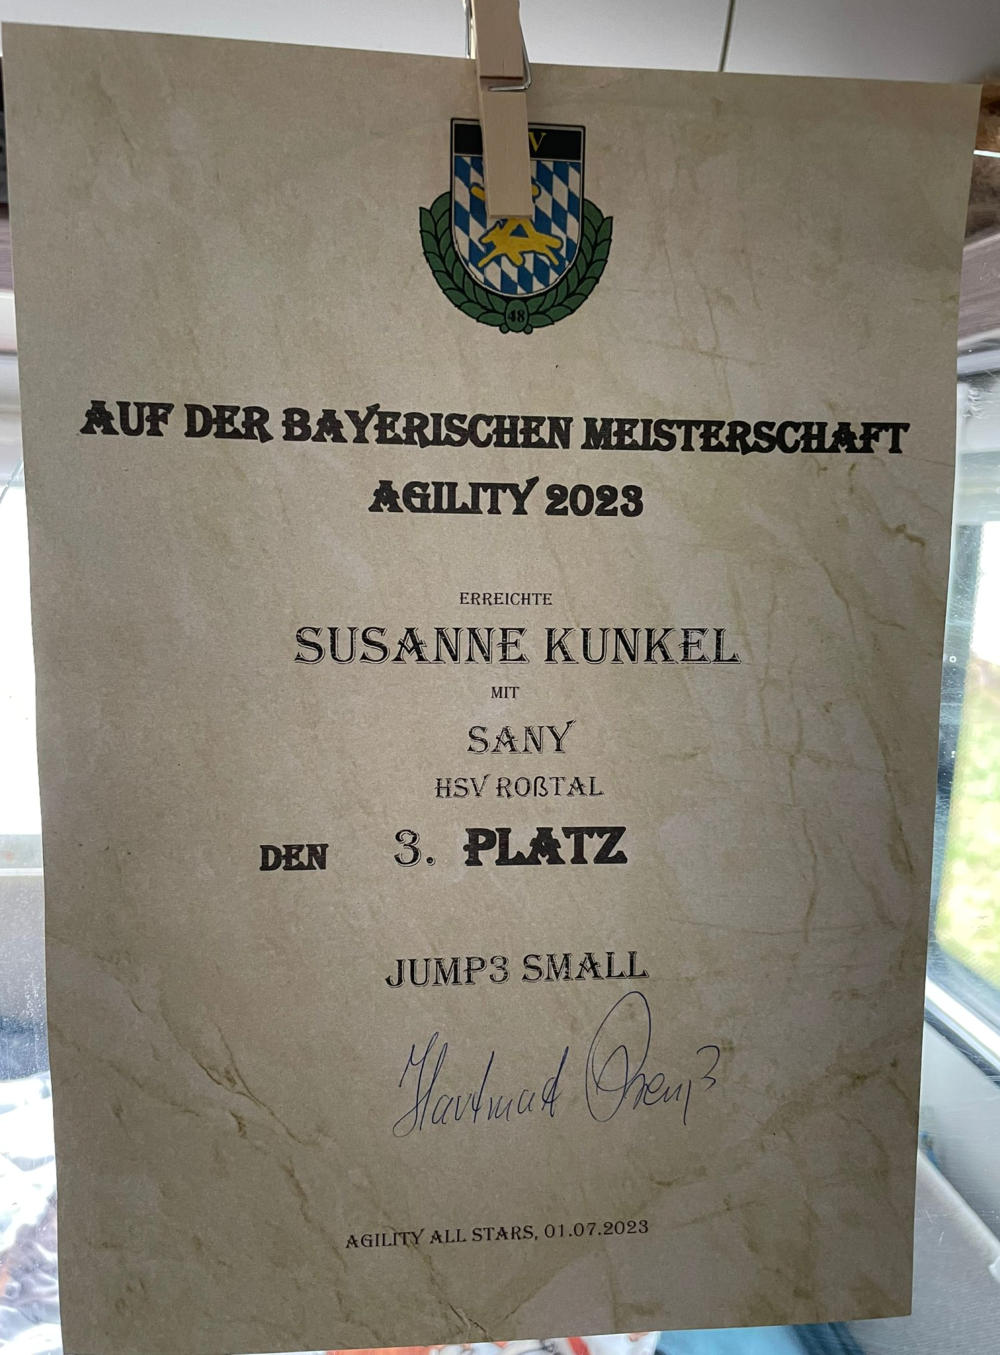 V
48
AUF DER BAYERISCHEN MEISTERSCHAFT
AGILITY 2023
ERREICHTE
SUSANNE KUNKEL
MIT
SANY
HSV ROßTAL
DEN 3. PLATZ
JUMP3 SMALL
Hartmut
AGILITY ALL STARS, 01.07.2023